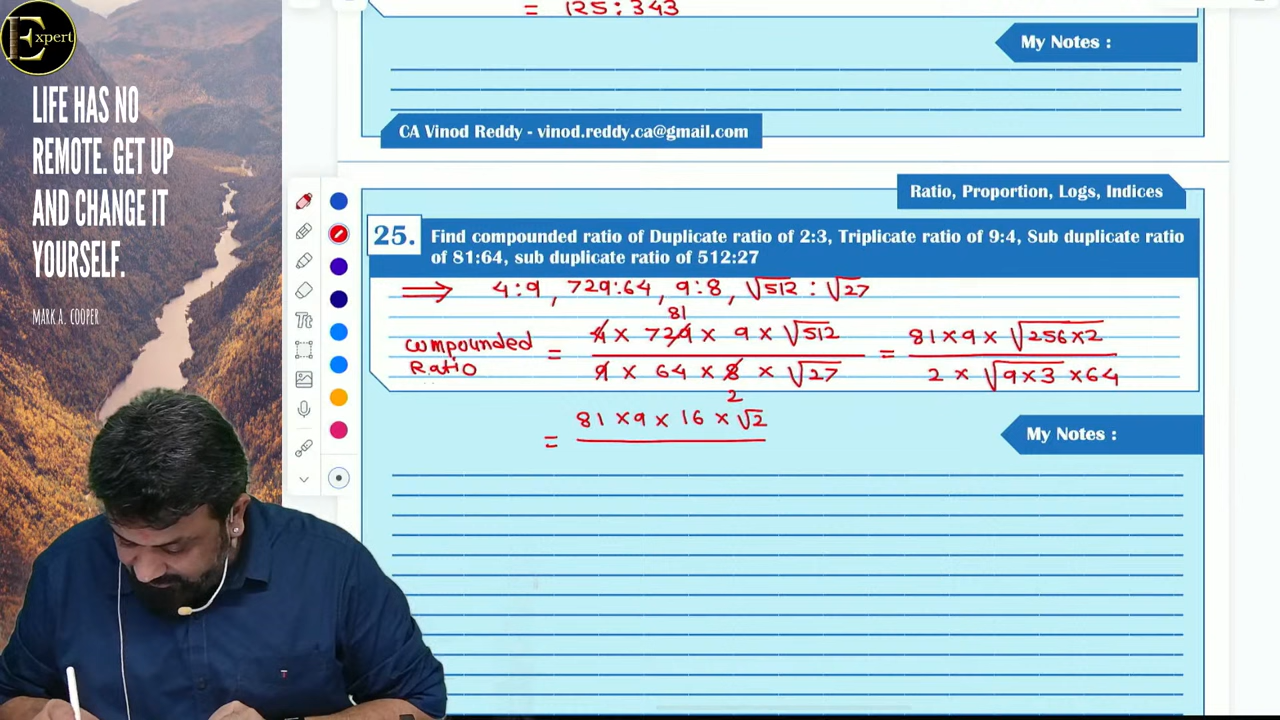 = 125:343
Expert
My Notes :
LIFE HAS NO
REMOTE. GET UP
AND CHANGE IT
YOURSELF.
MARK A. COOPER
CA Vinod Reddy - vinod.reddy.ca@gmail.com
Ratio, Proportion, Logs, Indices
25. Find compounded ratio of Duplicate ratio of 2:3, Triplicate ratio of 9:4, Sub duplicate ratio
of 81:64, sub duplicate ratio of 512:27
⟹ 4:9, 729:64, 9:8, √512 : √27
81
compounded Ratio = 4 × 729 × 9 × √512 = 81×9×√256×2
9 × 64 × 8 × √27 2 × √9×3 ×64
2
= 81 ×9× 16 ×√2
My Notes :
Tt